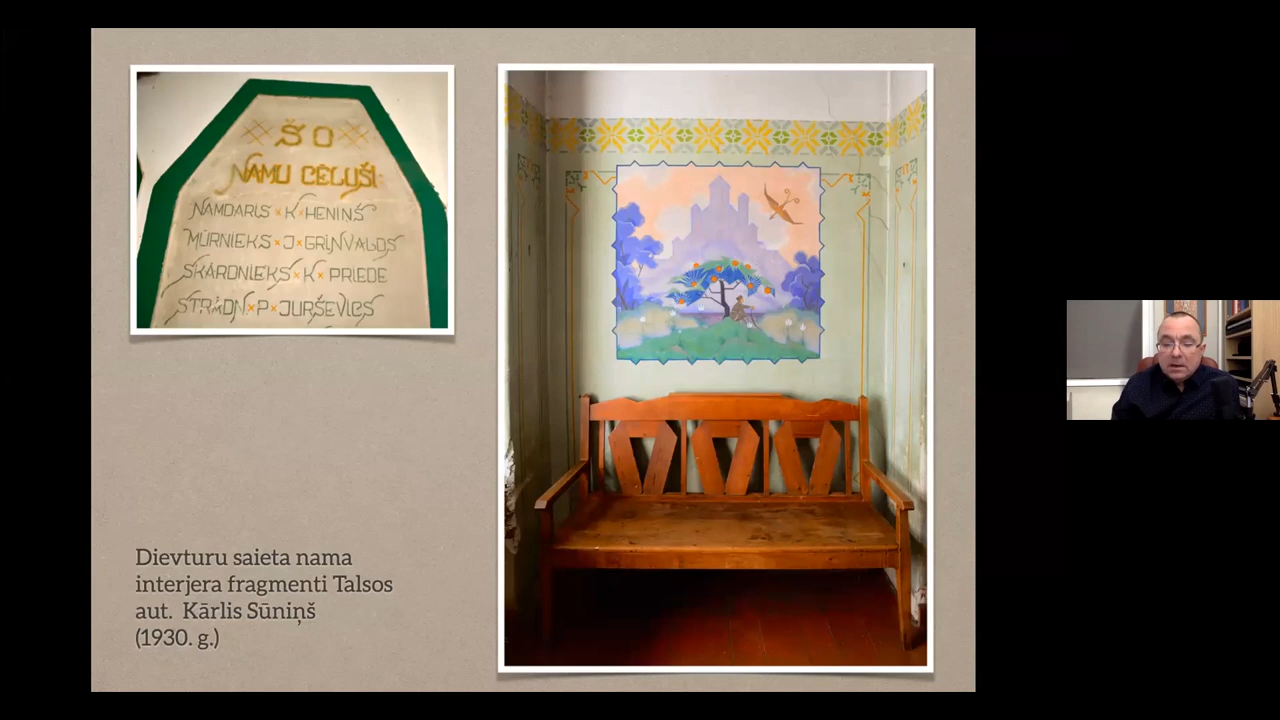 ŠO
NAMU CĒLUŠI
NAMDARIS × K × HENIŅŠ
MŪRNIEKS × J × GRĪNVALDS
SKĀRDNIEKS × K × PRIEDE
STRĀDN × P × JURŠEVICS
Dievturu saieta nama
interjera fragmenti Talsos
aut. Kārlis Sūniņš
(1930. g.)